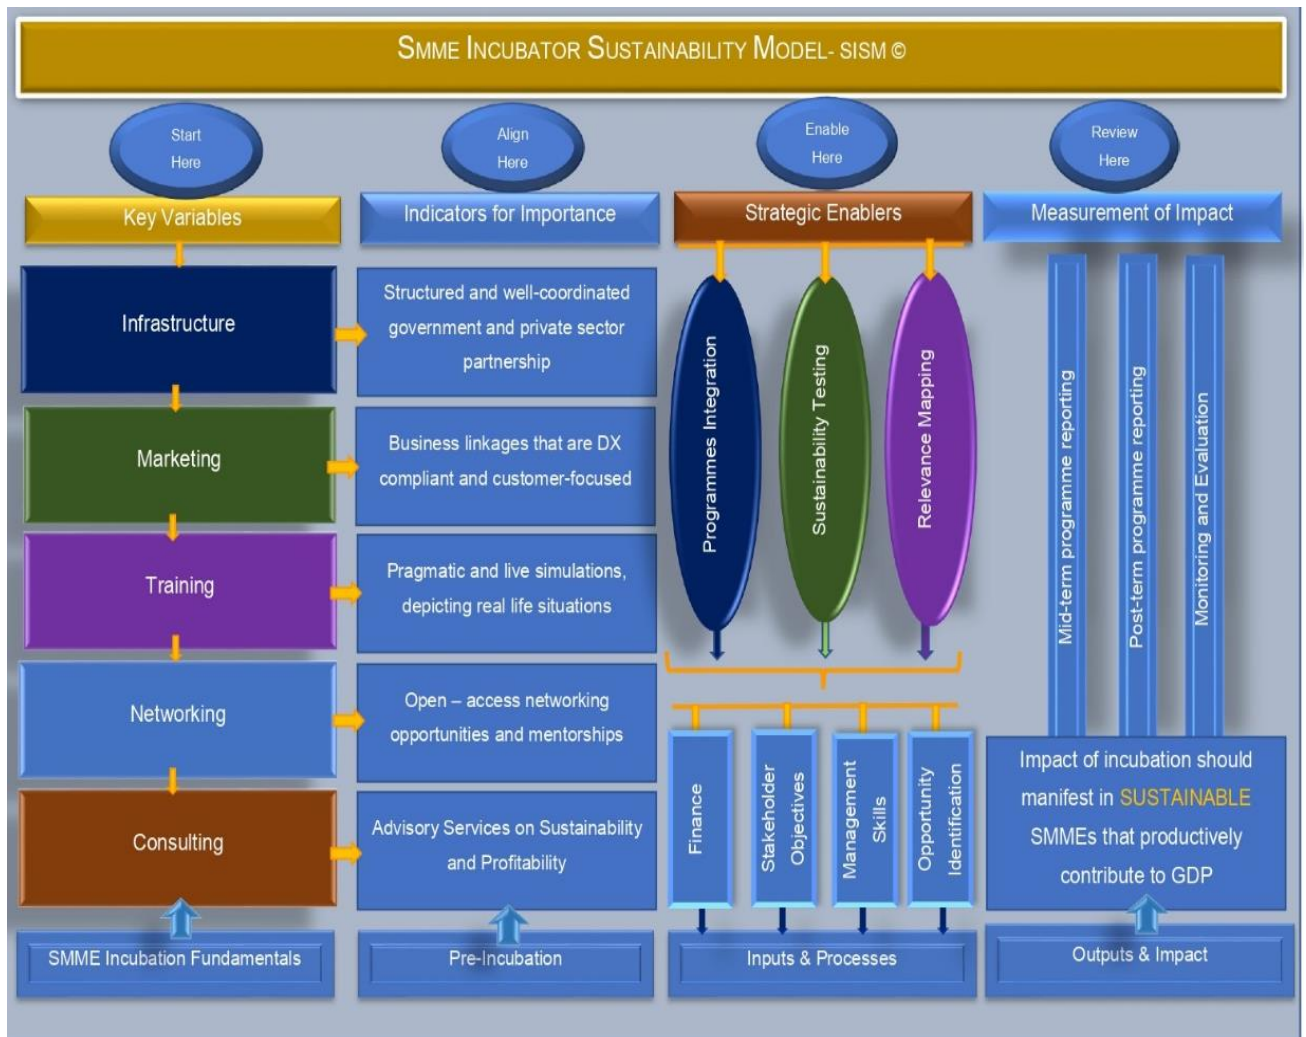 SMME INCUBATOR SUSTAINABILITY MODEL- SISM ©
Start
Here
Align
Here
Enable
Here
Review
Here
Key Variables
Indicators for Importance
Strategic Enablers
Measurement of Impact
Infrastructure
Structured and well-coordinated
government and private sector
partnership
Marketing
Business linkages that are DX
compliant and customer-focused
Training
Pragmatic and live simulations,
depicting real life situations
Networking
Open – access networking
opportunities and mentorships
Consulting
Advisory Services on Sustainability
and Profitability
Programmes Integration
Sustainability Testing
Relevance Mapping
Finance
Stakeholder
Objectives
Management
Skills
Opportunity
Identification
Mid-term programme reporting
Post-term programme reporting
Monitoring and Evaluation
Impact of incubation should
manifest in SUSTAINABLE
SMMEs that productively
contribute to GDP
SMME Incubation Fundamentals
Pre-Incubation
Inputs & Processes
Outputs & Impact